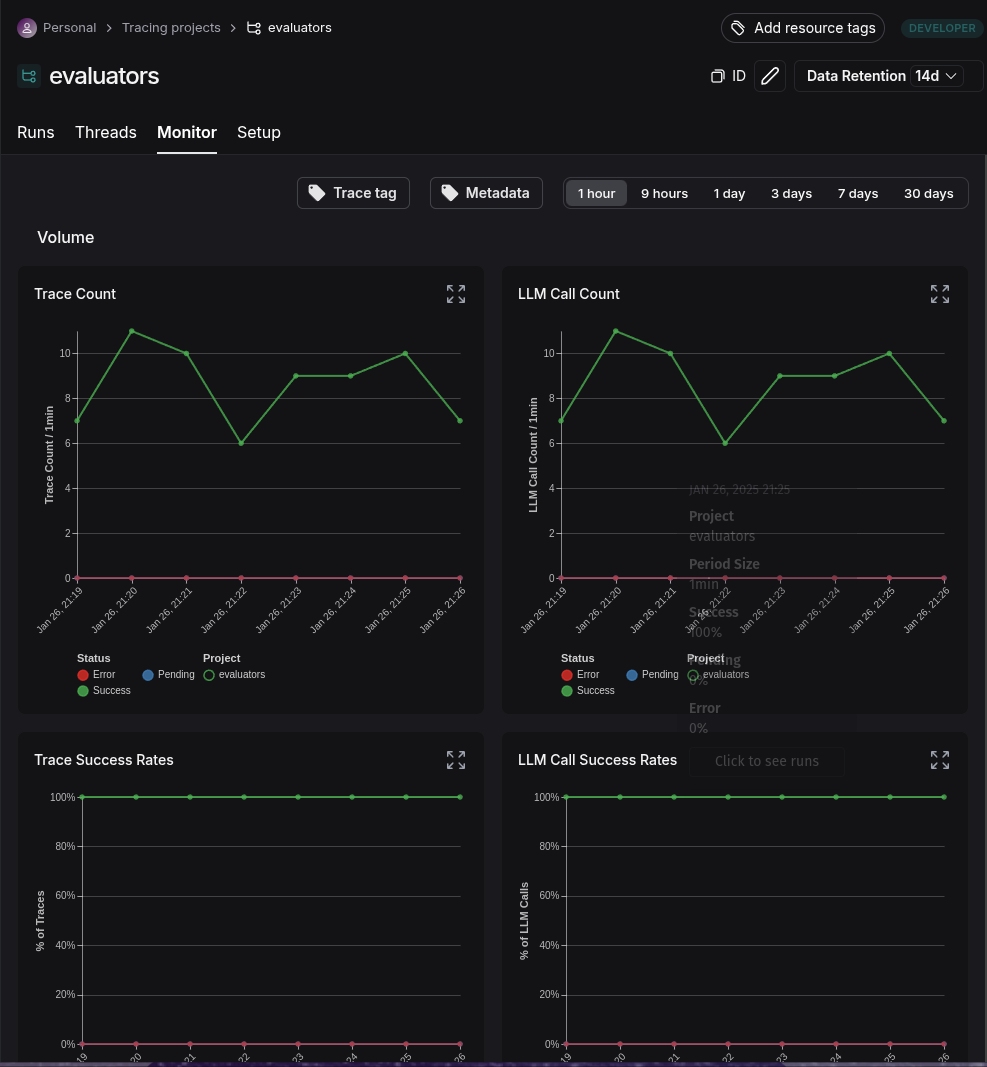 Personal > Tracing projects > evaluators
Add resource tags
DEVELOPER
evaluators
ID
Data Retention 14d
Runs Threads Monitor Setup
Trace tag Metadata 1 hour 9 hours 1 day 3 days 7 days 30 days
Volume
Trace Count
Trace Count / 1min
10
8
6
4
2
0
Jan 26, 21:19 Jan 26, 21:20 Jan 26, 21:21 Jan 26, 21:22 Jan 26, 21:23 Jan 26, 21:24 Jan 26, 21:25 Jan 26, 21:26
Status Project
Error Pending evaluators
Success
LLM Call Count
LLM Call Count / 1min
10
8
6
4
2
0
Jan 26, 21:19 Jan 26, 21:20 Jan 26, 21:21 Jan 26, 21:22 Jan 26, 21:23 Jan 26, 21:24 Jan 26, 21:25 Jan 26, 21:26
Status Project
Error Pending evaluators
Success
JAN 26, 2025 21:25
Project
evaluators
Period Size
1min
Success
100%
Pending
0%
Error
0%
Click to see runs
Trace Success Rates
% of Traces
100%
80%
60%
40%
20%
0%
19 20 21 22 23 24 25 26
LLM Call Success Rates
% of LLM Calls
100%
80%
60%
40%
20%
0%
19 20 21 22 23 24 25 26